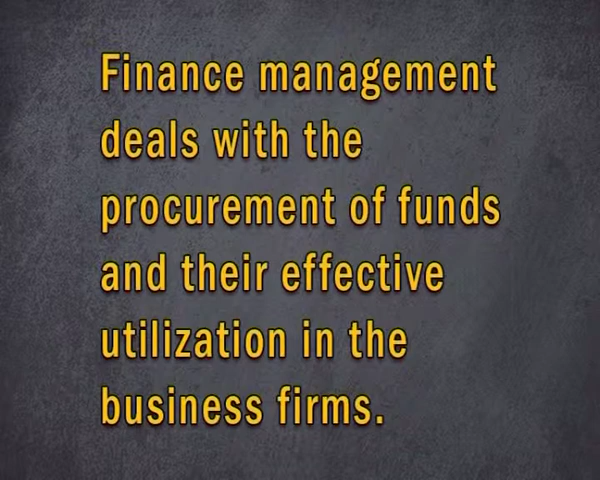 Finance management
deals with the
procurement of funds
and their effective
utilization in the
business firms.